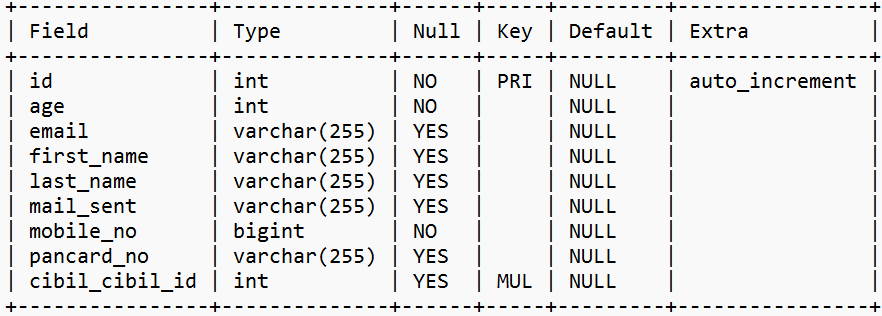 +----------------+--------------+------+-----+---------+----------------+
| Field          | Type         | Null | Key | Default | Extra          |
+----------------+--------------+------+-----+---------+----------------+
| id             | int          | NO   | PRI | NULL    | auto_increment |
| age            | int          | NO   |     | NULL    |                |
| email          | varchar(255) | YES  |     | NULL    |                |
| first_name     | varchar(255) | YES  |     | NULL    |                |
| last_name      | varchar(255) | YES  |     | NULL    |                |
| mail_sent      | varchar(255) | YES  |     | NULL    |                |
| mobile_no      | bigint       | NO   |     | NULL    |                |
| pancard_no     | varchar(255) | YES  |     | NULL    |                |
| cibil_cibil_id | int          | YES  | MUL | NULL    |                |
+----------------+--------------+------+-----+---------+----------------+